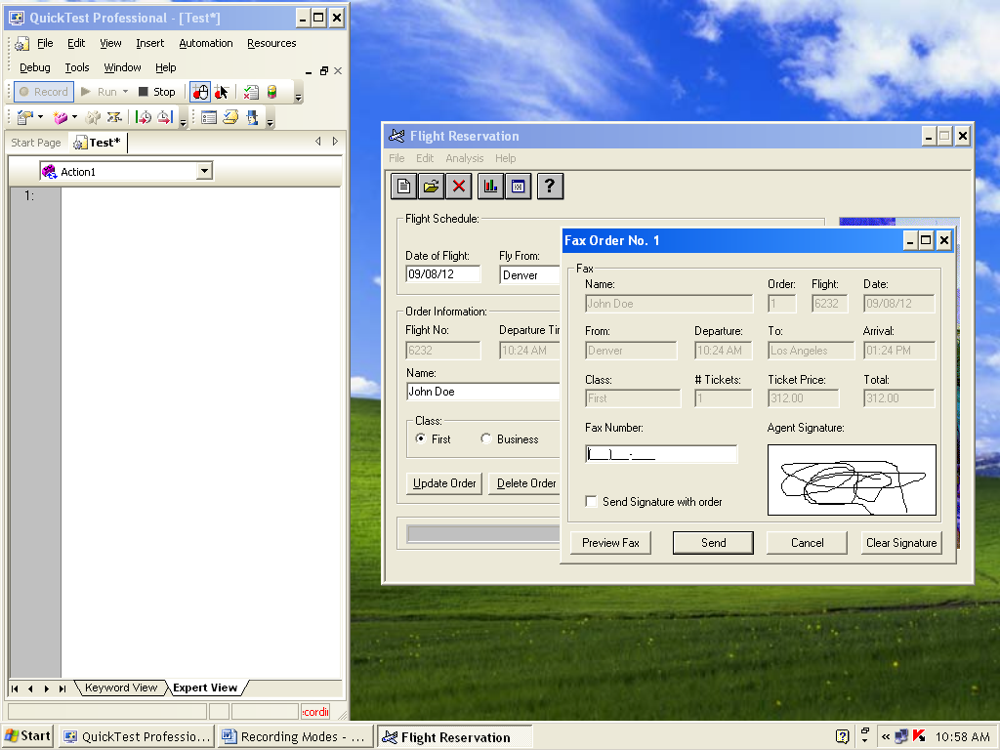 QuickTest Professional - [Test*]
File Edit View Insert Automation Resources
Debug Tools Window Help
Record Run Stop
Start Page Test*
Action1
1:
Keyword View Expert View
Flight Reservation
File Edit Analysis Help
?
Flight Schedule:
Date of Flight: Fly From:
09/08/12 Denver
Order Information:
Flight No: Departure
6232 10:24 AM
Name:
John Doe
Class:
First Business
Update Order Delete Order
Fax Order No. 1
Fax
Name: Order: Flight: Date:
John Doe 1 6232 09/08/12
From: Departure: To: Arrival:
Denver 10:24 AM Los Angeles 01:24 PM
Class: # Tickets: Ticket Price: Total:
First 1 312.00 312.00
Fax Number: Agent Signature:
(___)___-____
Send Signature with order
Preview Fax Send Cancel Clear Signature
Start QuickTest Professio... Recording Modes - ... Flight Reservation ? « 10:58 AM